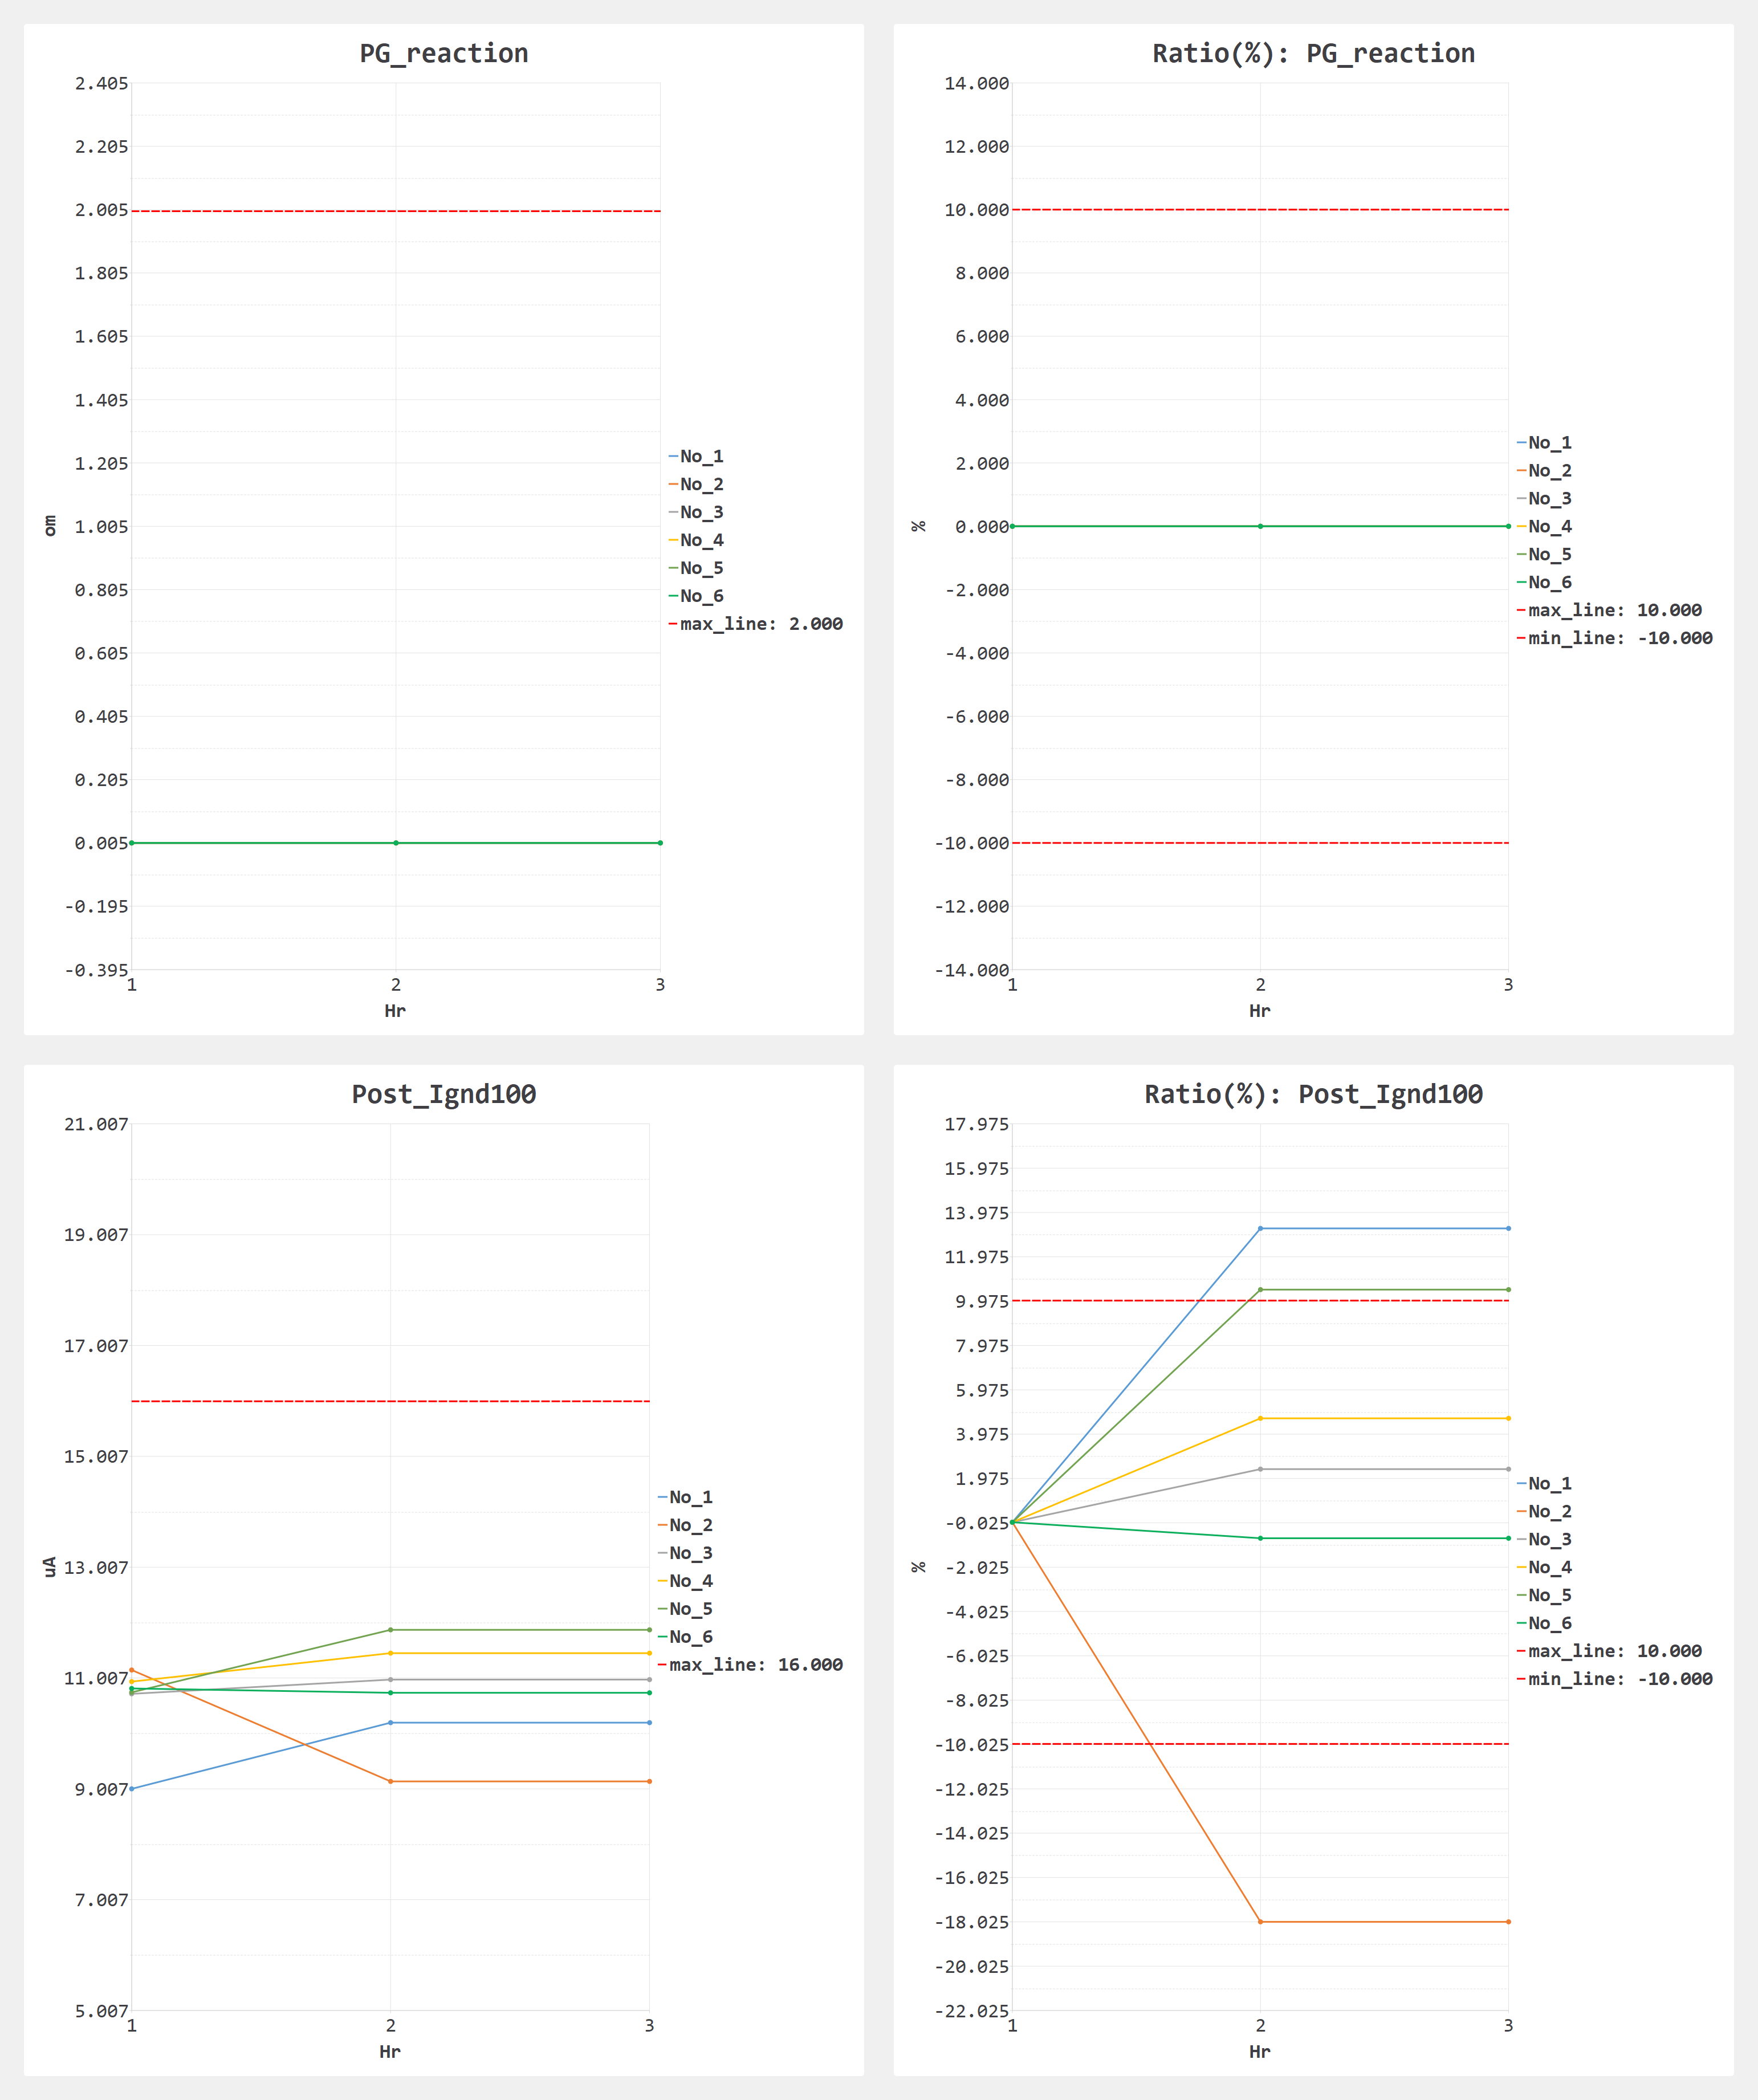 PG_reaction
2.405
2.205
2.005
1.805
1.605
1.405
1.205
1.005
0.805
0.605
0.405
0.205
0.005
-0.195
-0.395
om
1 2 3
Hr
No_1
No_2
No_3
No_4
No_5
No_6
max_line: 2.000
Ratio(%): PG_reaction
14.000
12.000
10.000
8.000
6.000
4.000
2.000
0.000
-2.000
-4.000
-6.000
-8.000
-10.000
-12.000
-14.000
%
1 2 3
Hr
No_1
No_2
No_3
No_4
No_5
No_6
max_line: 10.000
min_line: -10.000
Post_Ignd100
21.007
19.007
17.007
15.007
13.007
11.007
9.007
7.007
5.007
uA
1 2 3
Hr
No_1
No_2
No_3
No_4
No_5
No_6
max_line: 16.000
Ratio(%): Post_Ignd100
17.975
15.975
13.975
11.975
9.975
7.975
5.975
3.975
1.975
-0.025
-2.025
-4.025
-6.025
-8.025
-10.025
-12.025
-14.025
-16.025
-18.025
-20.025
-22.025
%
1 2 3
Hr
No_1
No_2
No_3
No_4
No_5
No_6
max_line: 10.000
min_line: -10.000